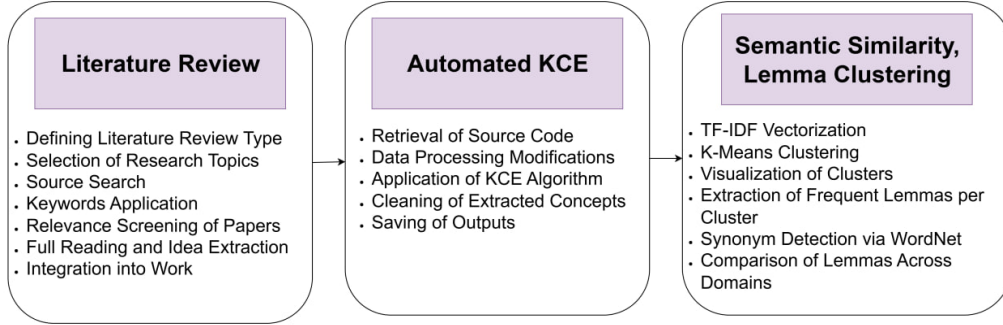 Literature Review
• Defining Literature Review Type
• Selection of Research Topics
• Source Search
• Keywords Application
• Relevance Screening of Papers
• Full Reading and Idea Extraction
• Integration into Work
Automated KCE
• Retrieval of Source Code
• Data Processing Modifications
• Application of KCE Algorithm
• Cleaning of Extracted Concepts
• Saving of Outputs
Semantic Similarity,
Lemma Clustering
• TF-IDF Vectorization
• K-Means Clustering
• Visualization of Clusters
• Extraction of Frequent Lemmas per
Cluster
• Synonym Detection via WordNet
• Comparison of Lemmas Across
Domains